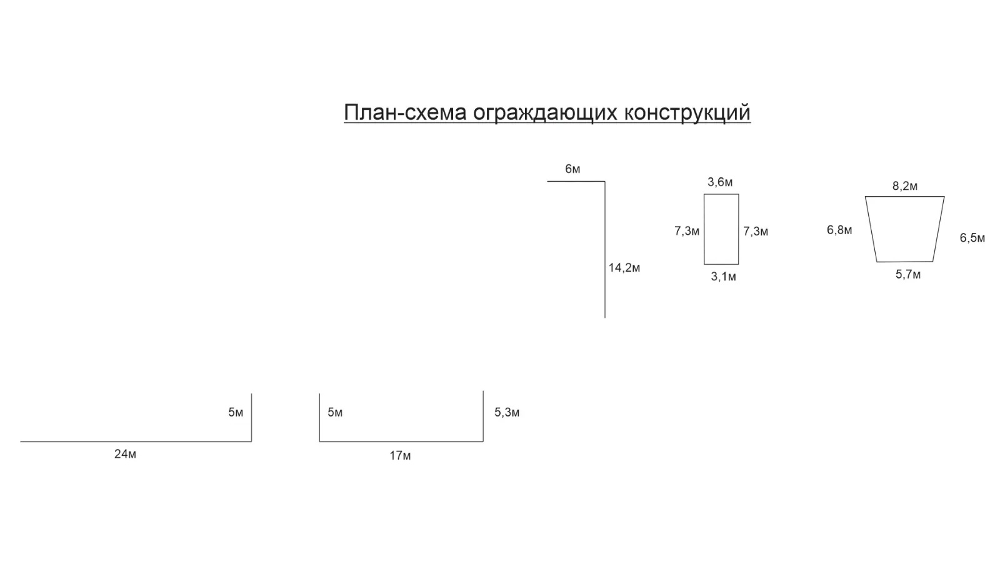 План-схема ограждающих конструкций
6м
14,2м
3,6м
7,3м
7,3м
3,1м
8,2м
6,8м
6,5м
5,7м
5м
24м
5м
5,3м
17м